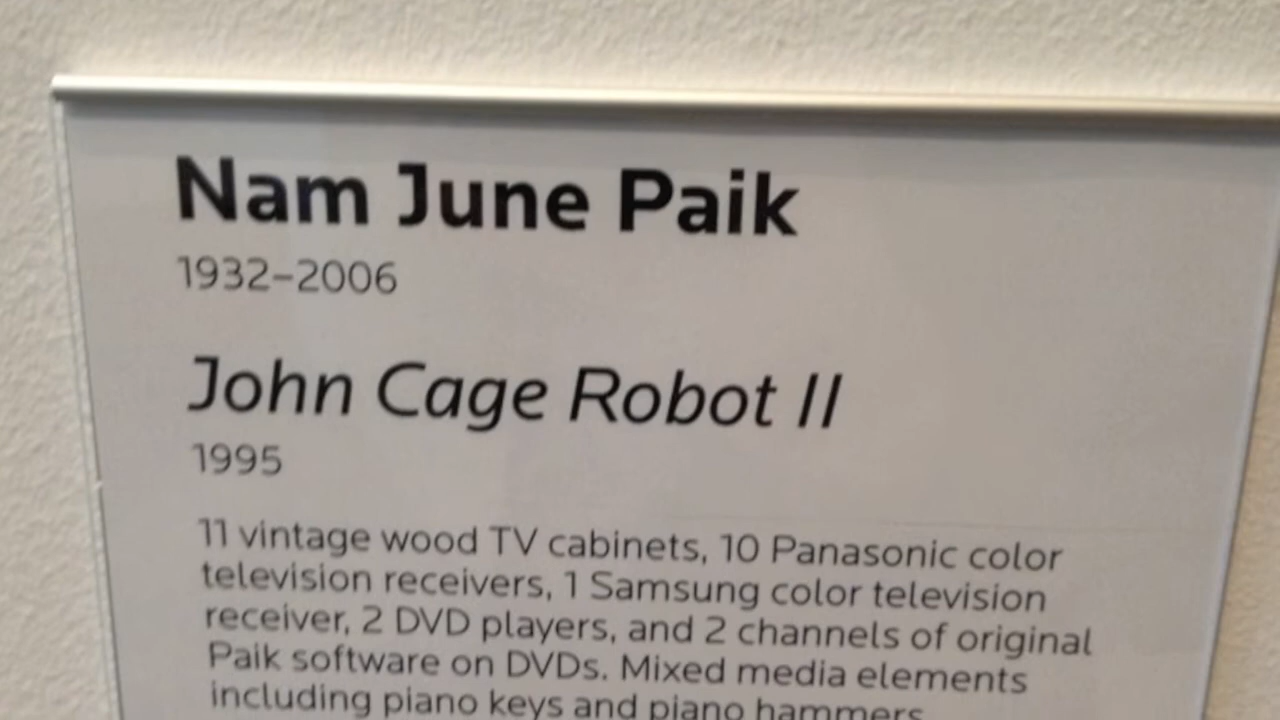 Nam June Paik
1932–2006
John Cage Robot II
1995
11 vintage wood TV cabinets, 10 Panasonic color
television receivers, 1 Samsung color television
receiver, 2 DVD players, and 2 channels of original
Paik software on DVDs. Mixed media elements
including piano keys and piano hammers